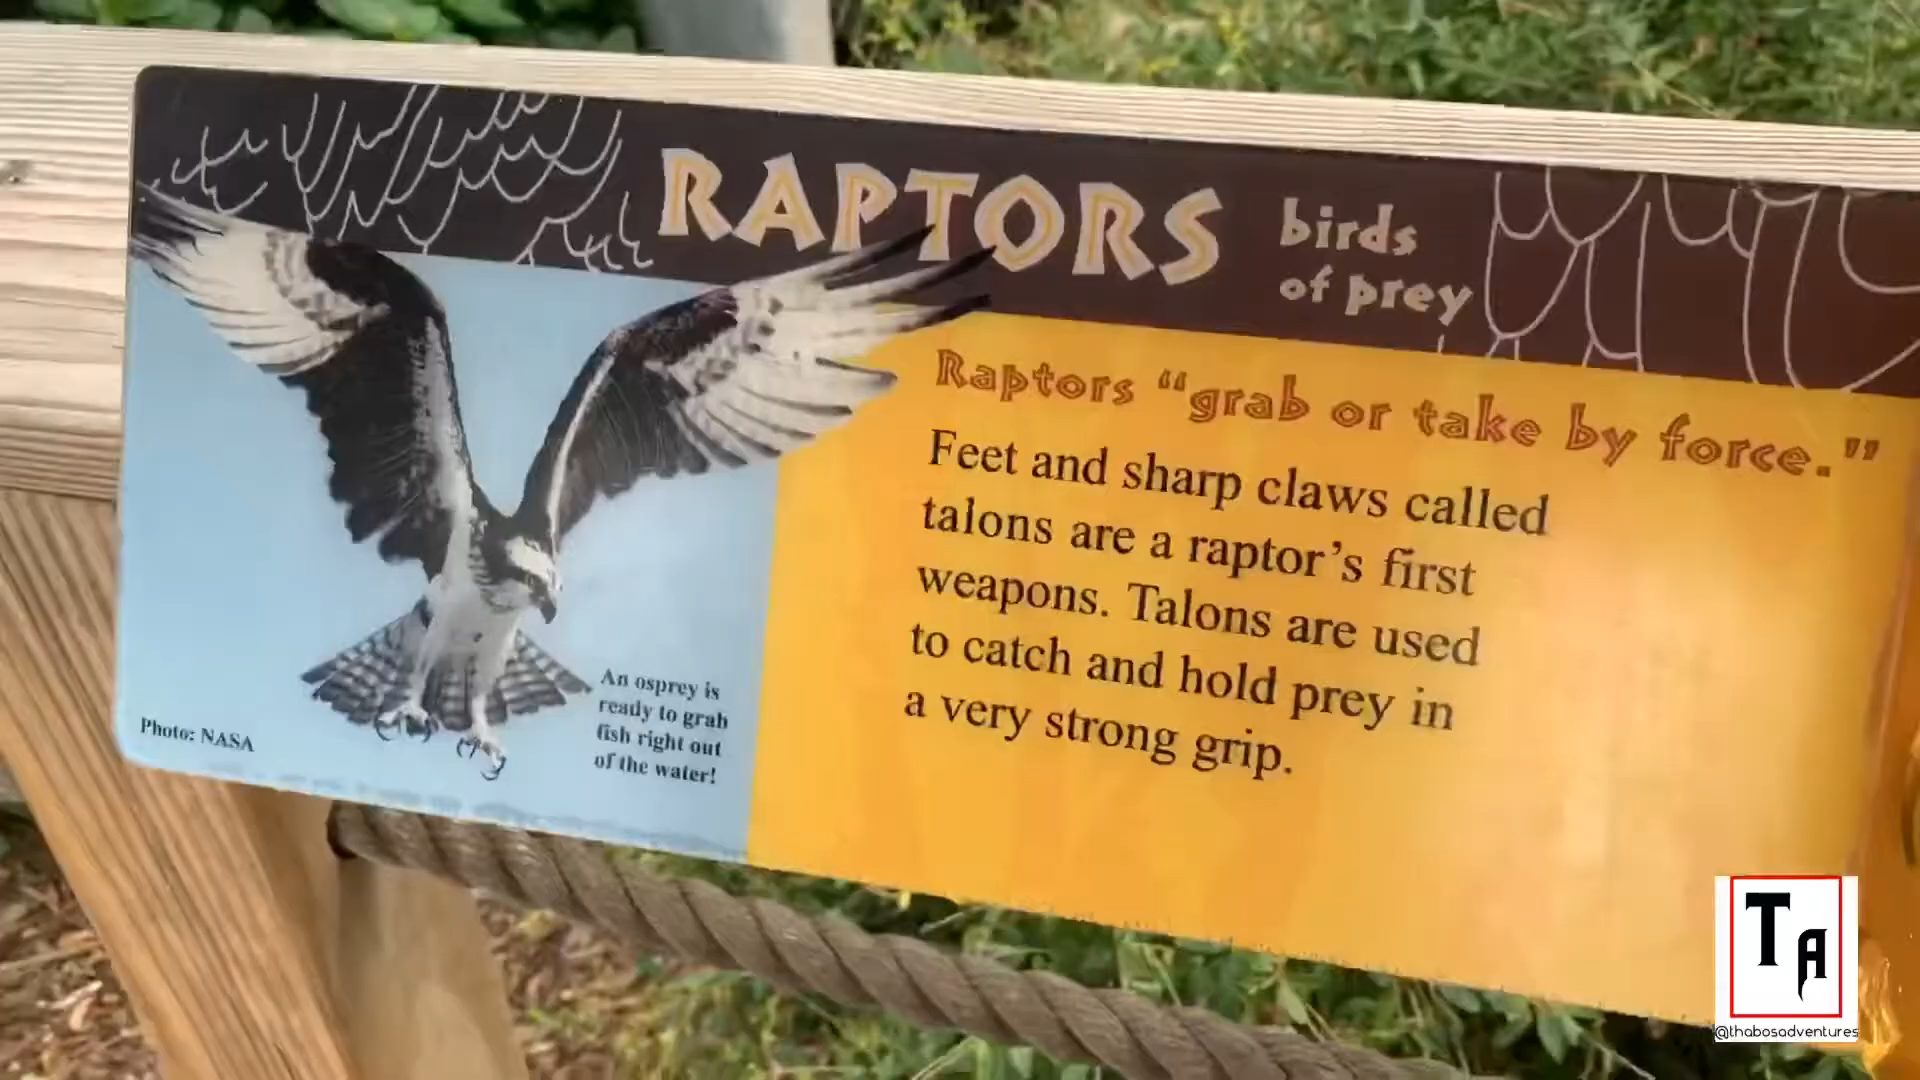 RAPTORS
birds
of prey
Raptors “grab or take by force.”
Feet and sharp claws called
talons are a raptor’s first
weapons. Talons are used
to catch and hold prey in
a very strong grip.
An osprey is
ready to grab
fish right out
of the water!
Photo: NASA
TA
@thabosadventures